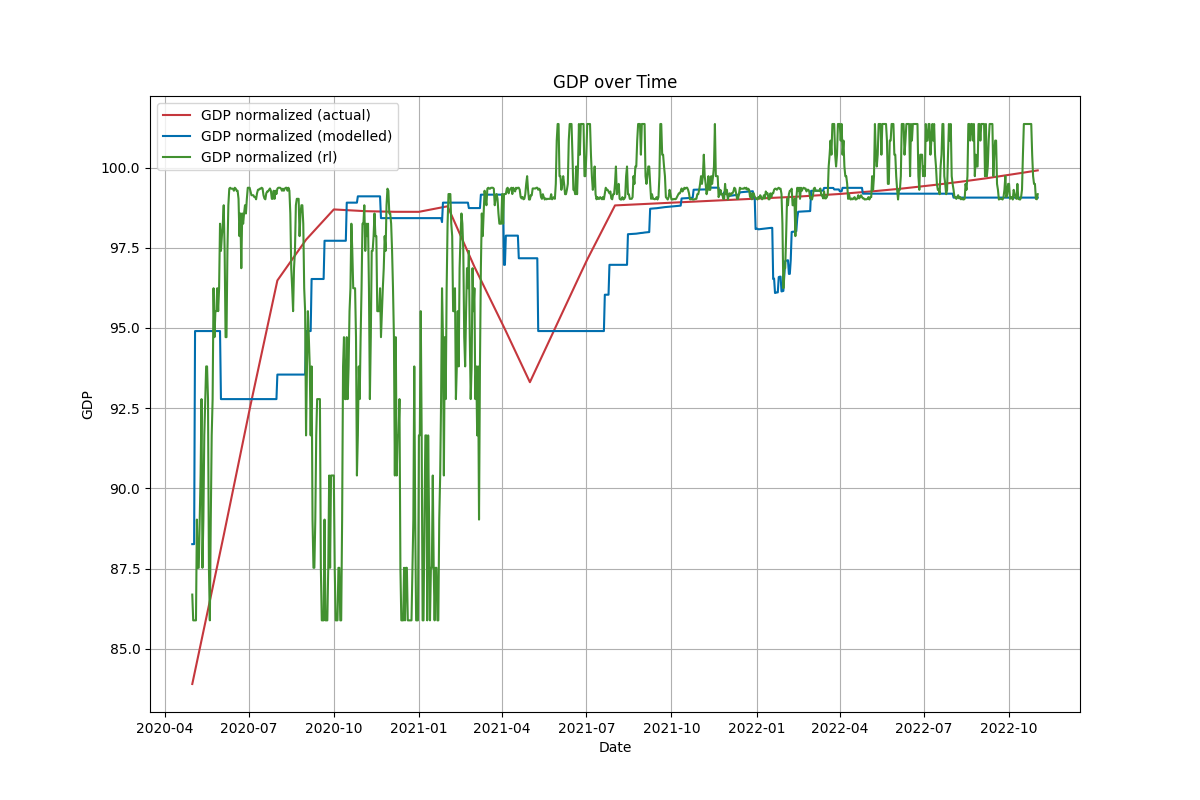 GDP over Time
GDP normalized (actual)
GDP normalized (modelled)
GDP normalized (rl)
100.0
97.5
95.0
92.5
90.0
87.5
85.0
GDP
2020-04 2020-07 2020-10 2021-01 2021-04 2021-07 2021-10 2022-01 2022-04 2022-07 2022-10
Date